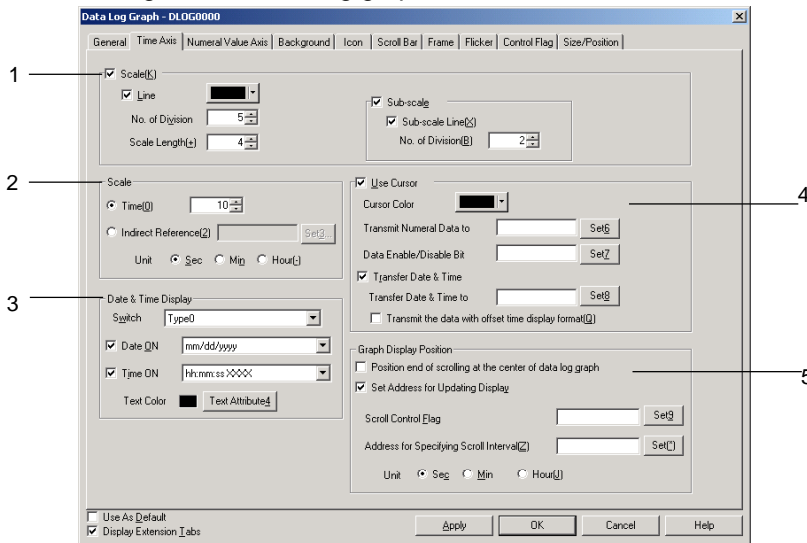 Data Log Graph - DLOG0000
General Time Axis Numeral Value Axis Background Icon Scroll Bar Frame Flicker Control Flag Size/Position
1
Scale(K)
Line
No. of Division 5
Scale Length(+) 4
Sub-scale
Sub-scale Line(X)
No. of Division(B) 2
2
Scale
Time(0) 10
Indirect Reference(2) Set3...
Unit Sec Min Hour(-)
3
Date & Time Display
Switch Type0
Date ON mm/dd/yyyy
Time ON hh:mm:ss XXXX
Text Color Text Attribute4
4
Use Cursor
Cursor Color
Transmit Numeral Data to Set6
Data Enable/Disable Bit Set7
Transfer Date & Time
Transfer Date & Time to Set8
Transmit the data with offset time display format(Q)
5
Graph Display Position
Position end of scrolling at the center of data log graph
Set Address for Updating Display
Scroll Control Flag Set9
Address for Specifying Scroll Interval(Z) Set(*)
Unit Sec Min Hour(J)
Use As Default
Display Extension Tabs
Apply OK Cancel Help